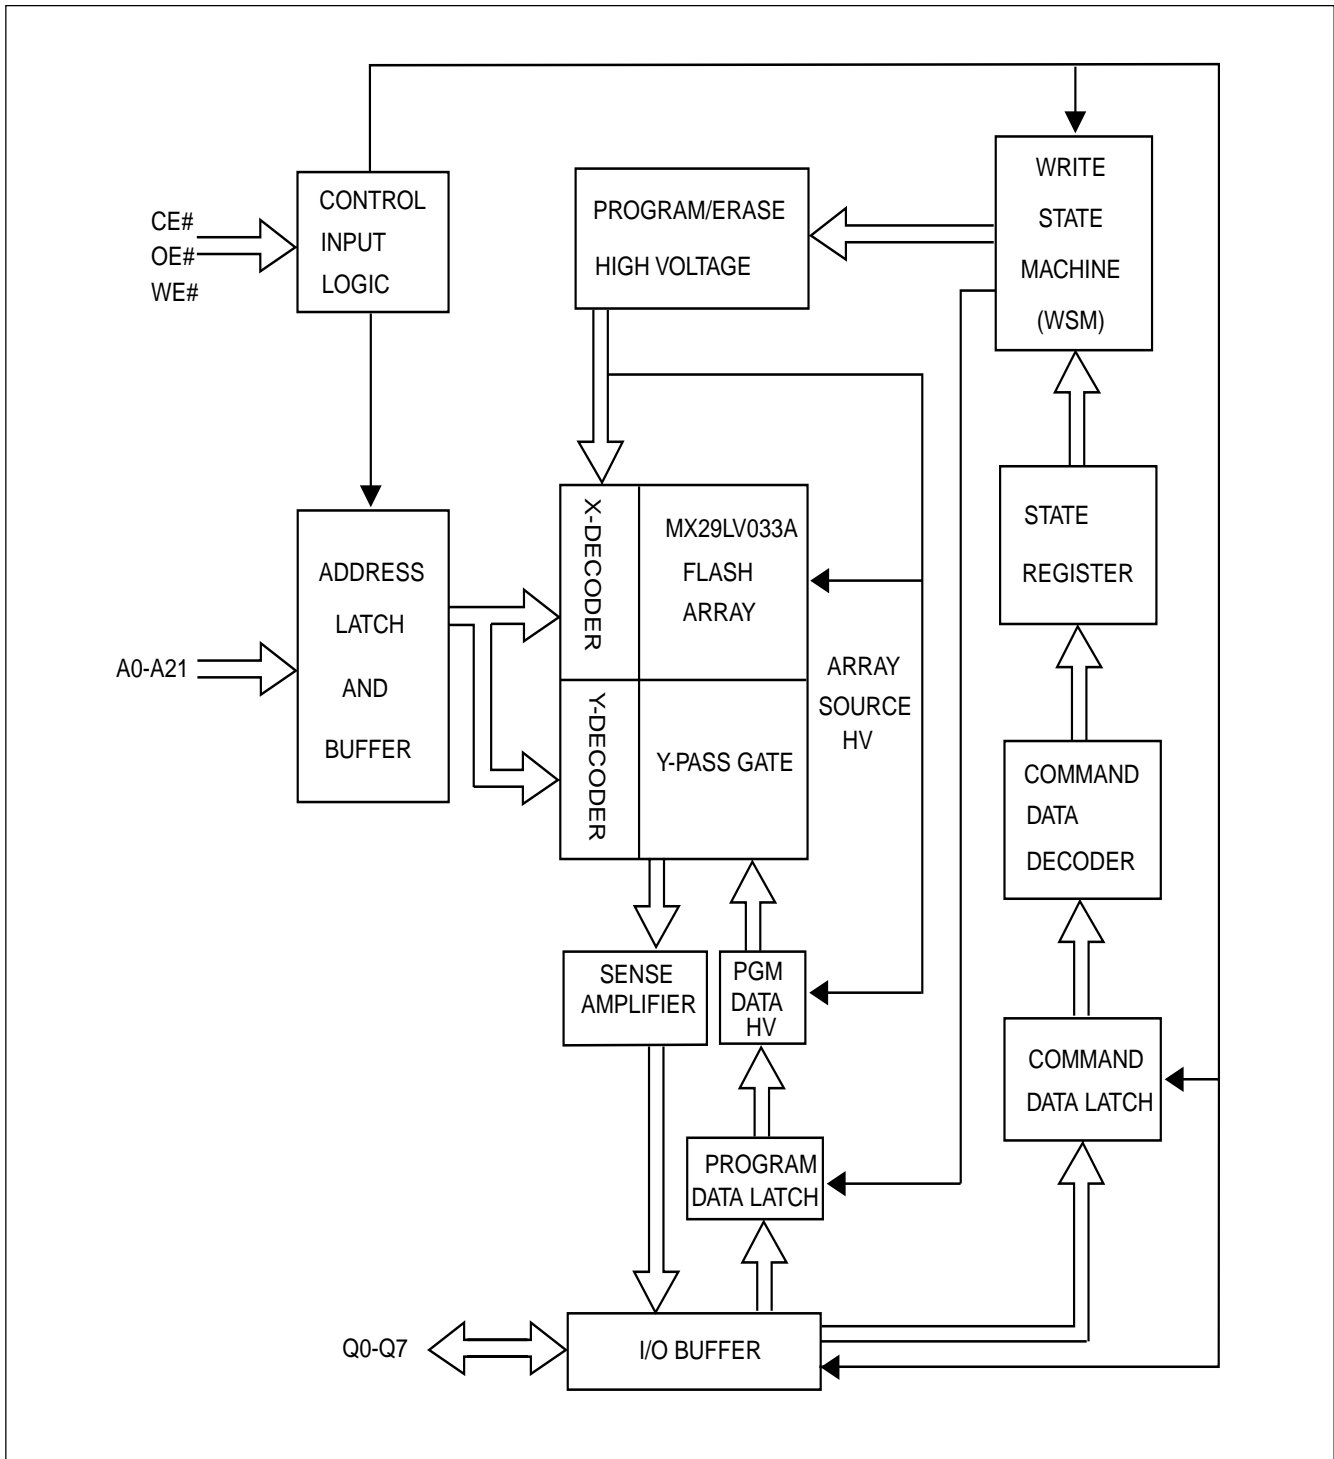 CE#
OE#
WE#
CONTROL
INPUT
LOGIC
PROGRAM/ERASE
HIGH VOLTAGE
WRITE
STATE
MACHINE
(WSM)
A0-A21
ADDRESS
LATCH
AND
BUFFER
X-DECODER
MX29LV033A
FLASH
ARRAY
Y-DECODER
Y-PASS GATE
ARRAY
SOURCE
HV
STATE
REGISTER
COMMAND
DATA
DECODER
SENSE
AMPLIFIER
PGM
DATA
HV
COMMAND
DATA LATCH
PROGRAM
DATA LATCH
Q0-Q7
I/O BUFFER